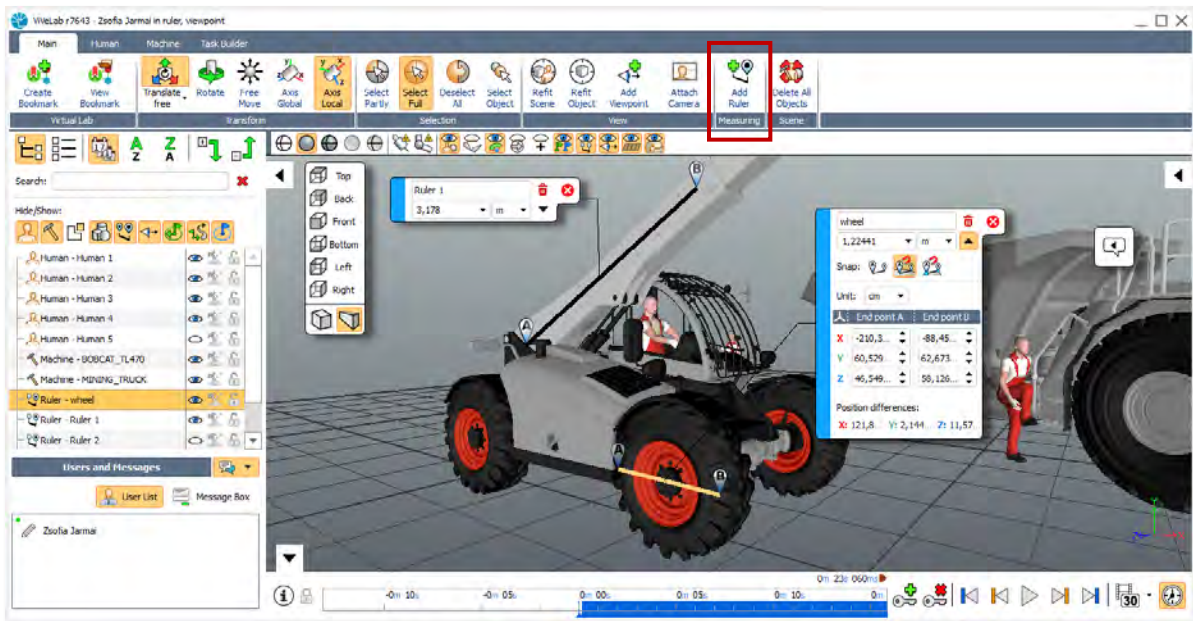 ViveLab r7643 - Zsofia Jarmai in ruler, viewpoint
Main Human Machine Task Builder
Create Bookmark
View Bookmark
Translate free
Rotate
Free Move
Axis Global
Axis Local
Select Partly
Select Full
Deselect All
Select Object
Refit Scene
Refit Object
Add Viewpoint
Attach Camera
Add Ruler
Delete All Objects
Virtual Lab Transform Selection View Measuring Scene
A Z
Z A
Search:
Hide/Show:
Human - Human 1
Human - Human 2
Human - Human 3
Human - Human 4
Human - Human 5
Machine - BOBCAT_TL470
Machine - MINING_TRUCK
Ruler - wheel
Ruler - Ruler 1
Ruler - Ruler 2
Users and Messages
User List Message Box
Zsofia Jarmai
Top
Back
Front
Bottom
Left
Right
Ruler 1
3,178 m
B
A
A
B
wheel
1,22441 m
Snap:
Unit: cm
End point A End point B
X -210,3... -88,45...
Y 60,529... 62,673...
Z 46,549... 58,126...
Position differences:
X: 121,8... Y: 2,144... Z: 11,57...
0m 23s 060ms
-0m 10s -0m 05s 0m 00s 0m 05s 0m 10s 0m
30